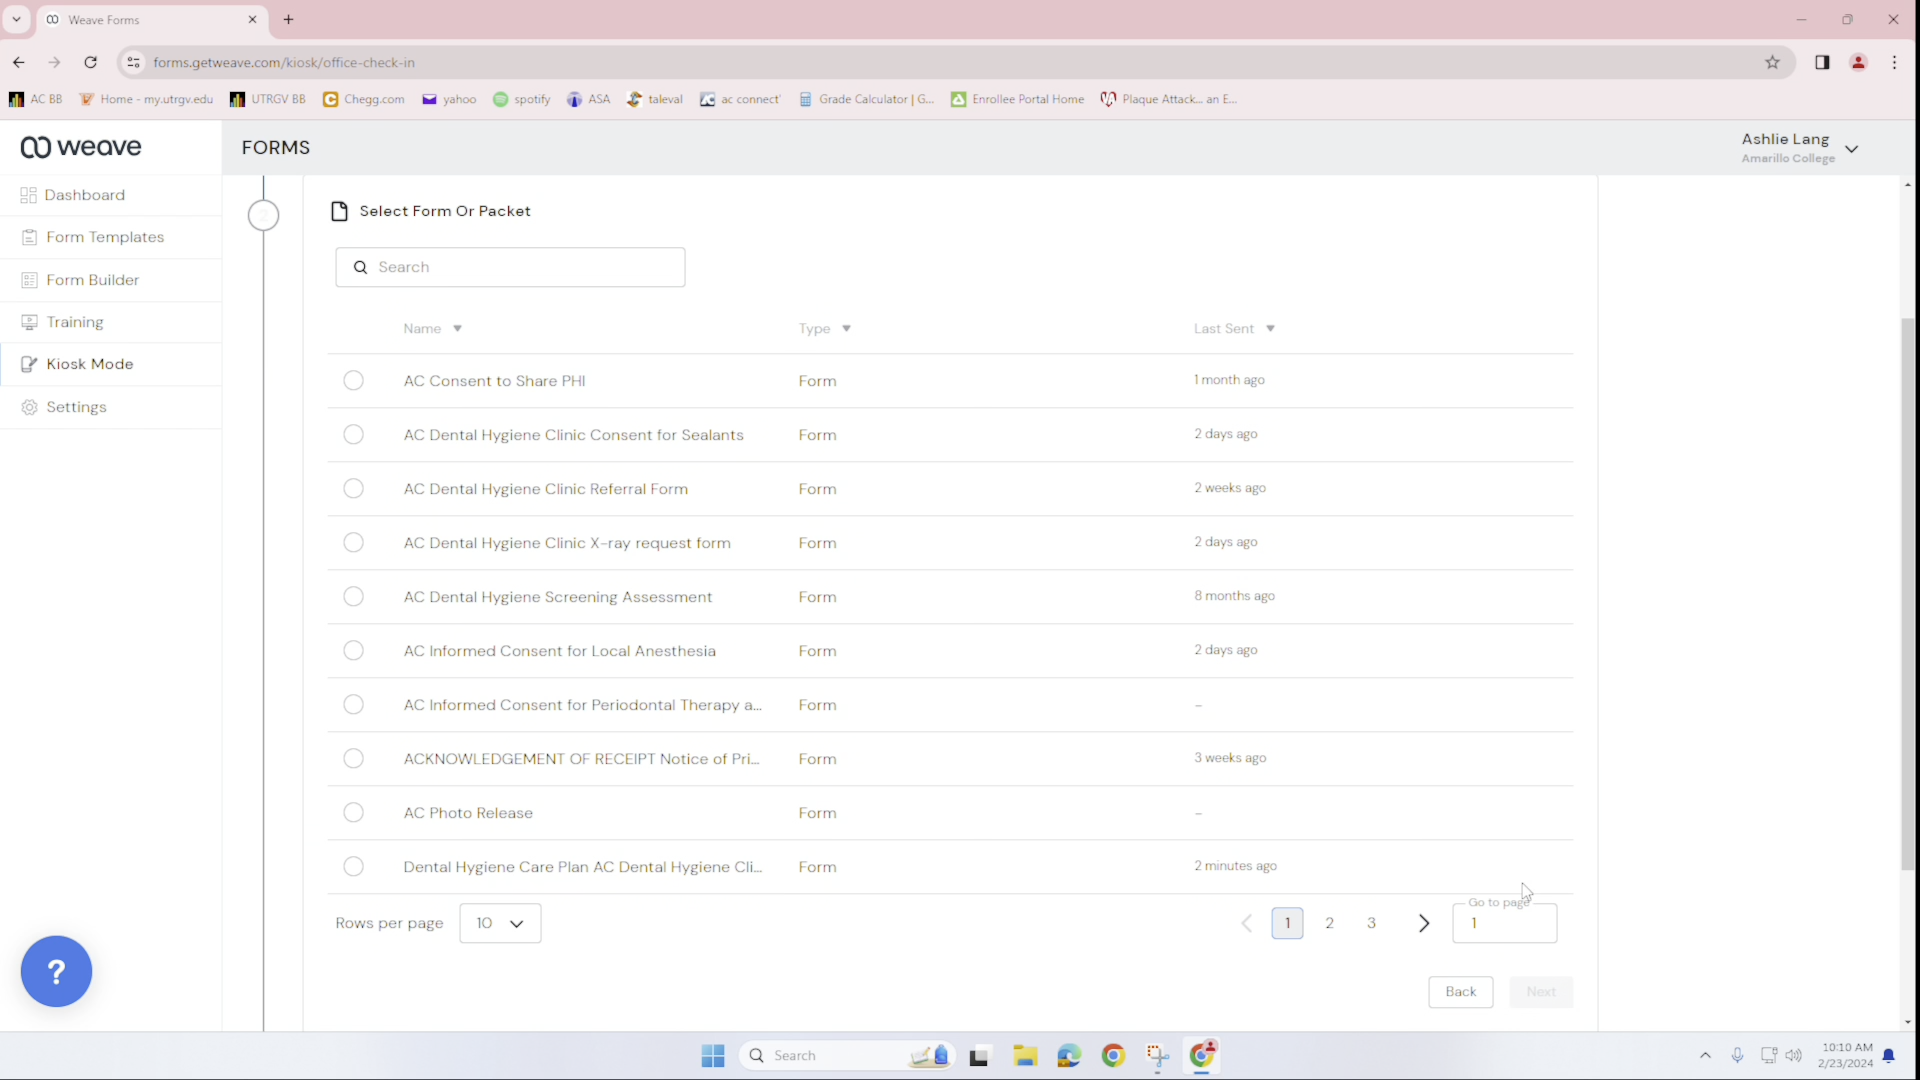 Weave Forms
forms.getweave.com/kiosk/office-check-in
AC BB Home - my.utrgv.edu UTRGV BB Chegg.com yahoo spotify ASA taleval ac connect' Grade Calculator | G... Enrollee Portal Home Plaque Attack... an E...
weave
FORMS
Ashlie Lang
Amarillo College
Dashboard
Form Templates
Form Builder
Training
Kiosk Mode
Settings
Select Form Or Packet
Search
Name Type Last Sent
AC Consent to Share PHI Form 1 month ago
AC Dental Hygiene Clinic Consent for Sealants Form 2 days ago
AC Dental Hygiene Clinic Referral Form Form 2 weeks ago
AC Dental Hygiene Clinic X-ray request form Form 2 days ago
AC Dental Hygiene Screening Assessment Form 8 months ago
AC Informed Consent for Local Anesthesia Form 2 days ago
AC Informed Consent for Periodontal Therapy a... Form -
ACKNOWLEDGEMENT OF RECEIPT Notice of Pri... Form 3 weeks ago
AC Photo Release Form -
Dental Hygiene Care Plan AC Dental Hygiene Cli... Form 2 minutes ago
Rows per page 10
1 2 3
Go to page
1
Back Next
?
Search
10:10 AM
2/23/2024